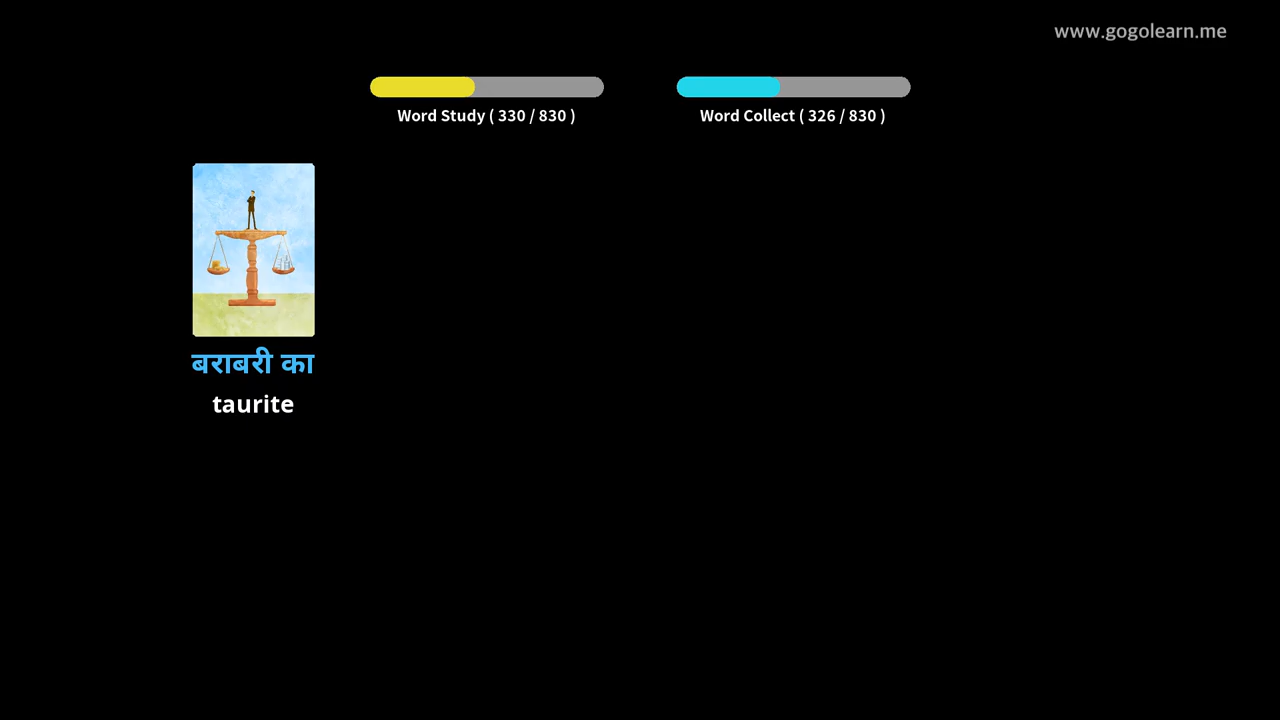 www.gogolearn.me
Word Study ( 330 / 830 )
Word Collect ( 326 / 830 )
बराबरी का
taurite